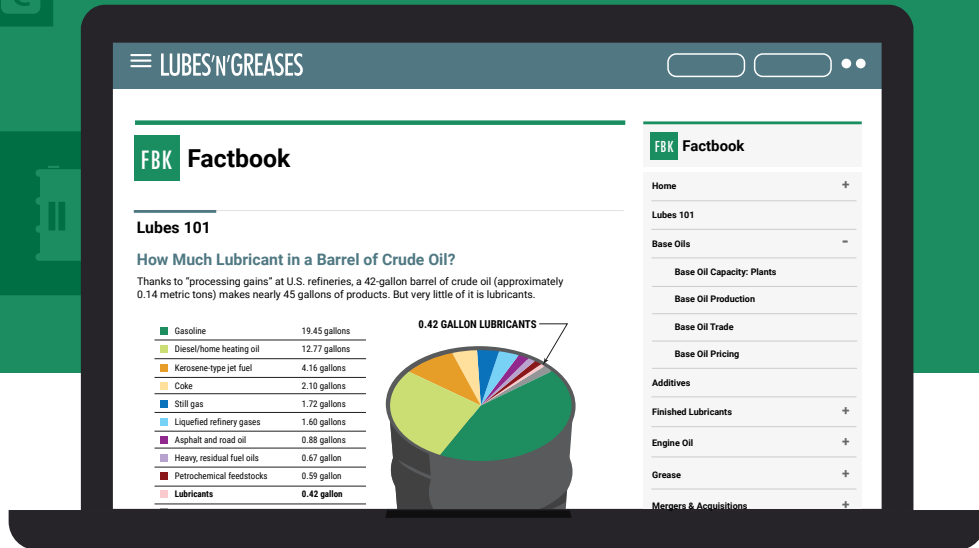 LUBES'N'GREASES
FBK Factbook
Lubes 101
How Much Lubricant in a Barrel of Crude Oil?
Thanks to "processing gains" at U.S. refineries, a 42-gallon barrel of crude oil (approximately
0.14 metric tons) makes nearly 45 gallons of products. But very little of it is lubricants.
Gasoline 19.45 gallons
Diesel/home heating oil 12.77 gallons
Kerosene-type jet fuel 4.16 gallons
Coke 2.10 gallons
Still gas 1.72 gallons
Liquefied refinery gases 1.60 gallons
Asphalt and road oil 0.88 gallons
Heavy, residual fuel oils 0.67 gallon
Petrochemical feedstocks 0.59 gallon
Lubricants 0.42 gallon
0.42 GALLON LUBRICANTS
FBK Factbook
Home +
Lubes 101
Base Oils -
Base Oil Capacity: Plants
Base Oil Production
Base Oil Trade
Base Oil Pricing
Additives
Finished Lubricants +
Engine Oil +
Grease +
Mergers & Acquisitions +